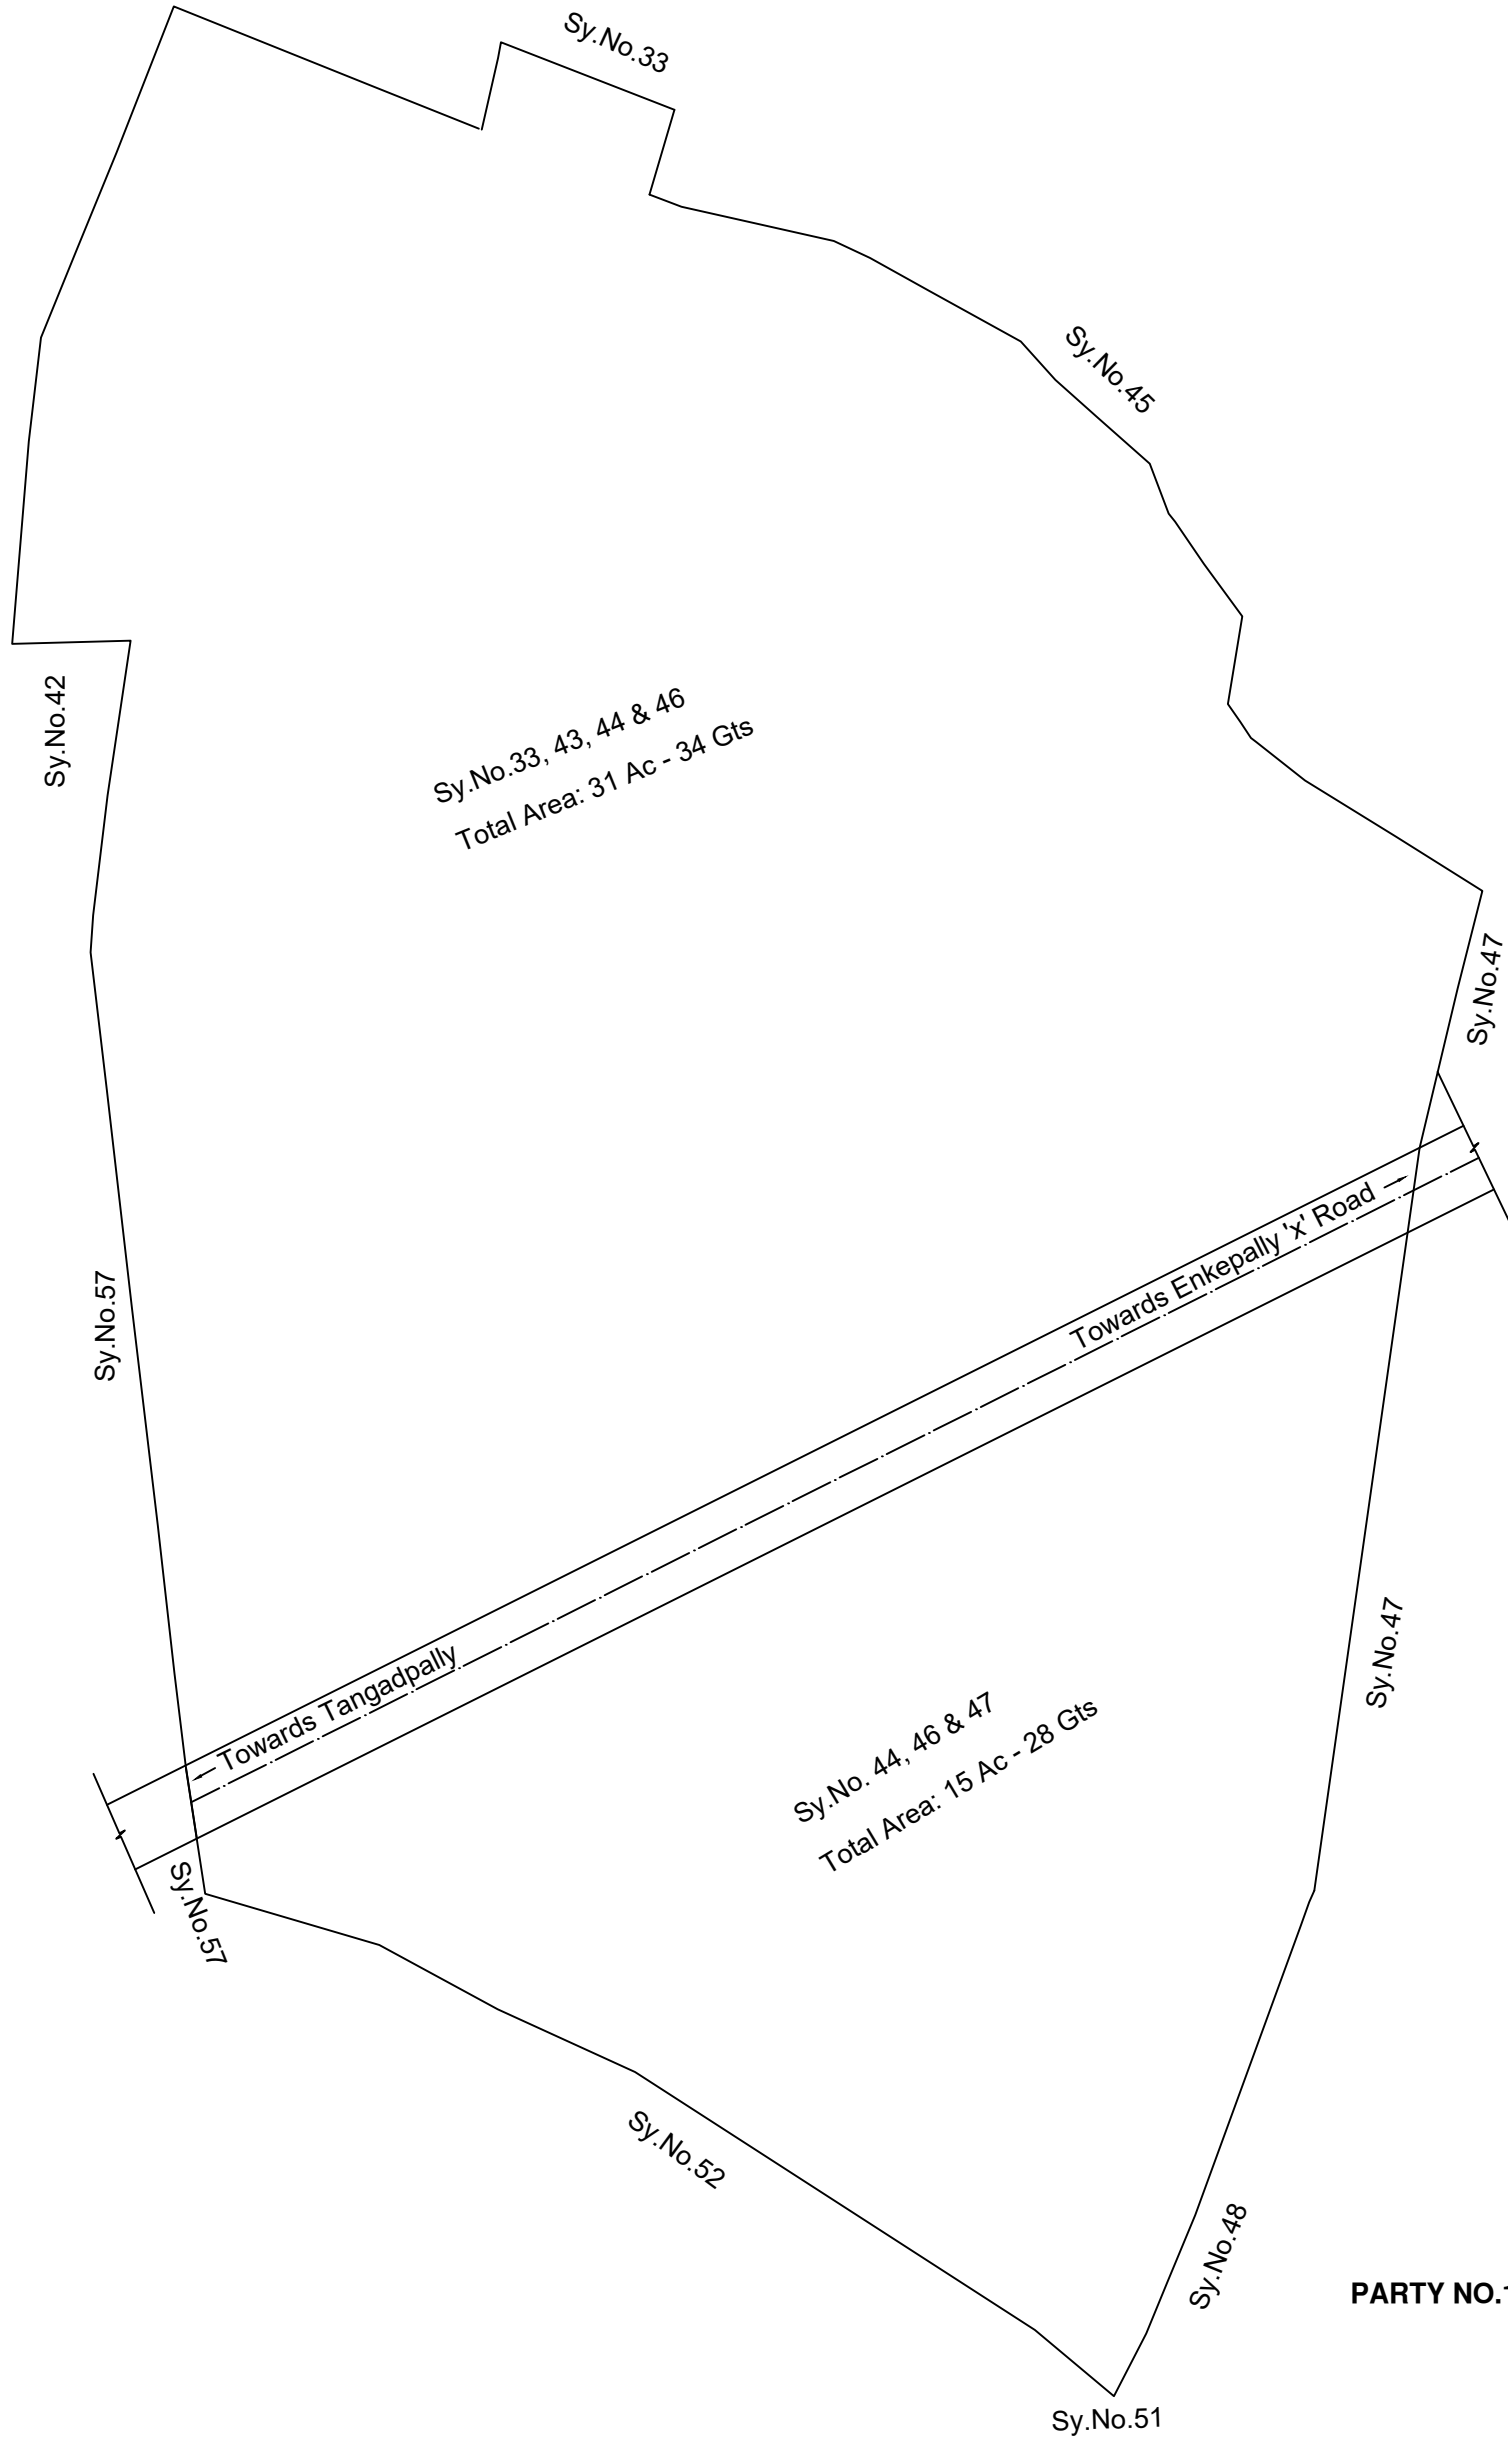 Sy.No.33
Sy.No.45
Sy.No.42
Sy.No.33, 43, 44 & 46
Total Area: 31 Ac - 34 Gts
Sy.No.47
Towards Enkepally 'x' Road
Sy.No.57
Sy.No.47
Towards Tangadpally
Sy.No. 44, 46 & 47
Total Area: 15 Ac - 28 Gts
Sy.No.57
Sy.No.52
Sy.No.48
PARTY NO.
Sy.No.51